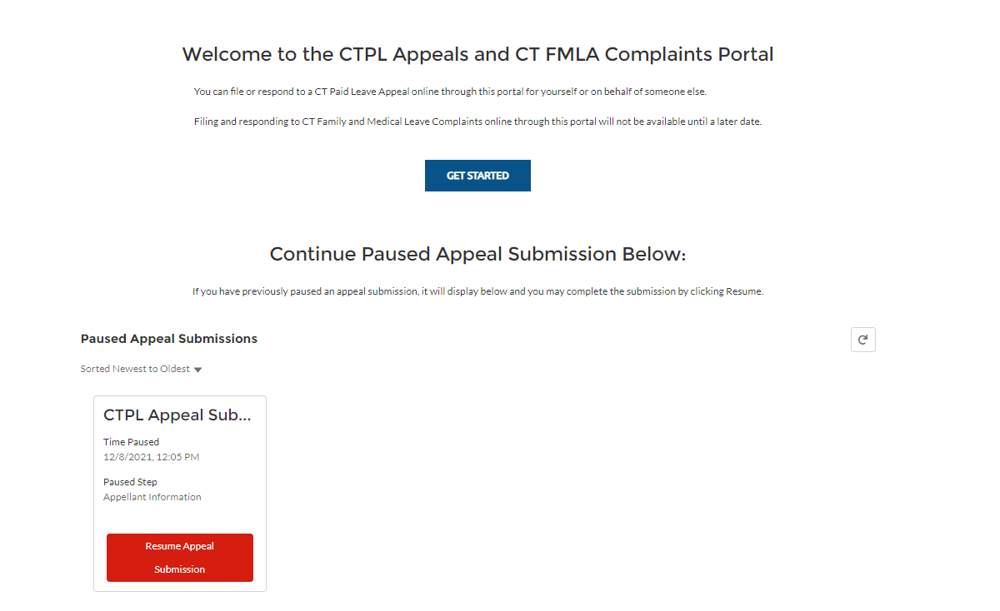 Welcome to the CTPL Appeals and CT FMLA Complaints Portal
You can file or respond to a CT Paid Leave Appeal online through this portal for yourself or on behalf of someone else.
Filing and responding to CT Family and Medical Leave Complaints online through this portal will not be available until a later date.
GET STARTED
Continue Paused Appeal Submission Below:
If you have previously paused an appeal submission, it will display below and you may complete the submission by clicking Resume.
Paused Appeal Submissions
Sorted Newest to Oldest
CTPL Appeal Sub...
Time Paused
12/8/2021, 12:05 PM
Paused Step
Appellant Information
Resume Appeal
Submission